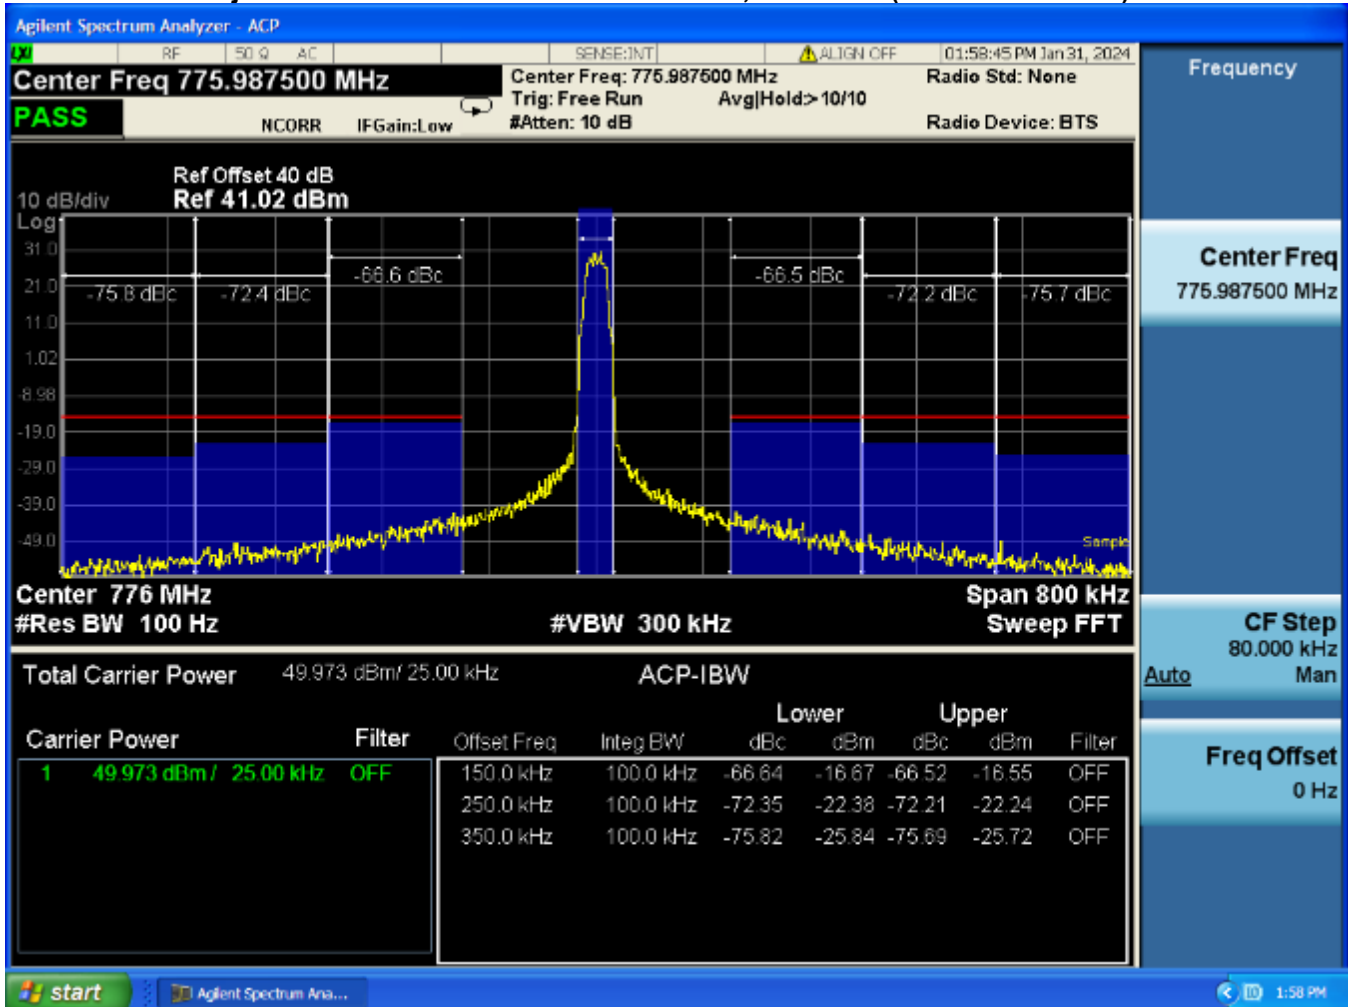 Agilent Spectrum Analyzer - ACP
LXI RF 50 Ω AC SENSE:INT ALIGN OFF 01:58:45 PM Jan 31, 2024
Center Freq 775.987500 MHz
Center Freq: 775.987500 MHz
Radio Std: None
Trig: Free Run Avg|Hold:>10/10
PASS
NCORR IFGain:Low
#Atten: 10 dB
Radio Device: BTS
Ref Offset 40 dB
10 dB/div Ref 41.02 dBm
Log
31.0
21.0
11.0
1.02
-8.98
-19.0
-29.0
-39.0
-49.0
-75.8 dBc -72.4 dBc -66.6 dBc -66.5 dBc -72.2 dBc -75.7 dBc
Sample
Center 776 MHz Span 800 kHz
#Res BW 100 Hz #VBW 300 kHz Sweep FFT
Total Carrier Power 49.973 dBm/ 25.00 kHz ACP-IBW
Lower Upper
Carrier Power Filter Offset Freq Integ BW dBc dBm dBc dBm Filter
1 49.973 dBm / 25.00 kHz OFF 150.0 kHz 100.0 kHz -66.64 -16.67 -66.52 -16.55 OFF
250.0 kHz 100.0 kHz -72.35 -22.38 -72.21 -22.24 OFF
350.0 kHz 100.0 kHz -75.82 -25.84 -75.69 -25.72 OFF
Frequency
Center Freq
775.987500 MHz
CF Step
80.000 kHz
Auto Man
Freq Offset
0 Hz
start Agilent Spectrum Ana... 1:58 PM